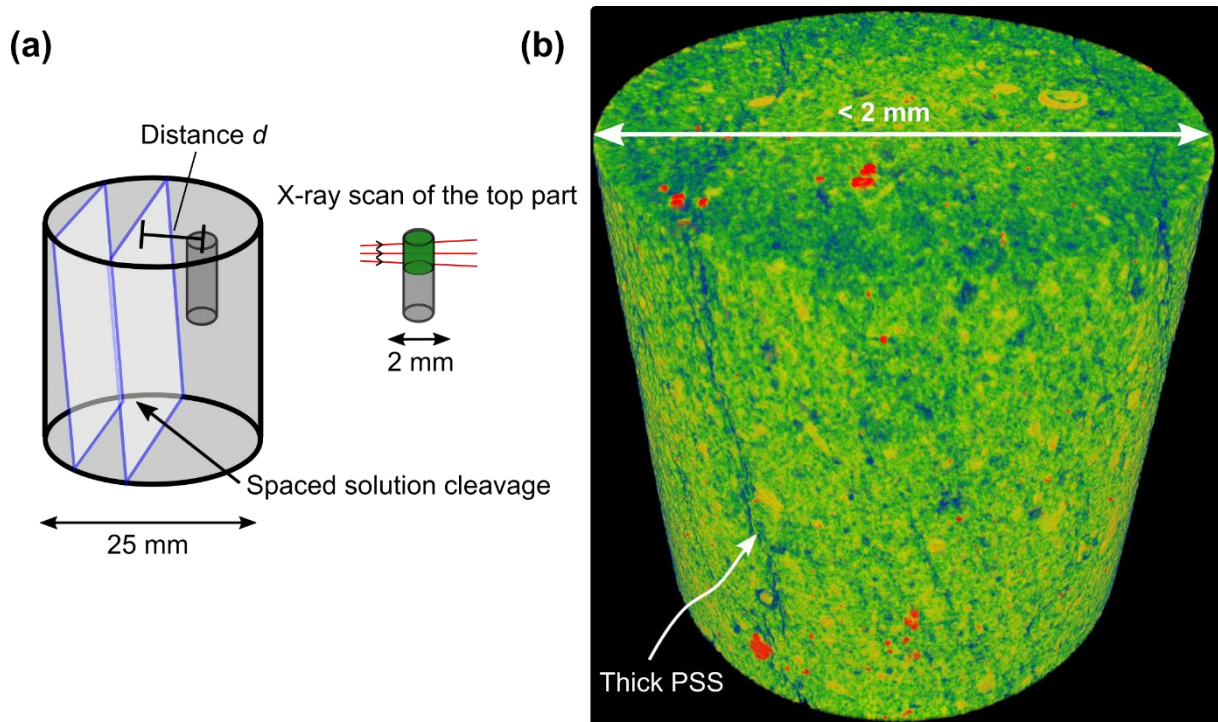 (a)
Distance d
X-ray scan of the top part
2 mm
Spaced solution cleavage
25 mm
(b)
< 2 mm
Thick PSS